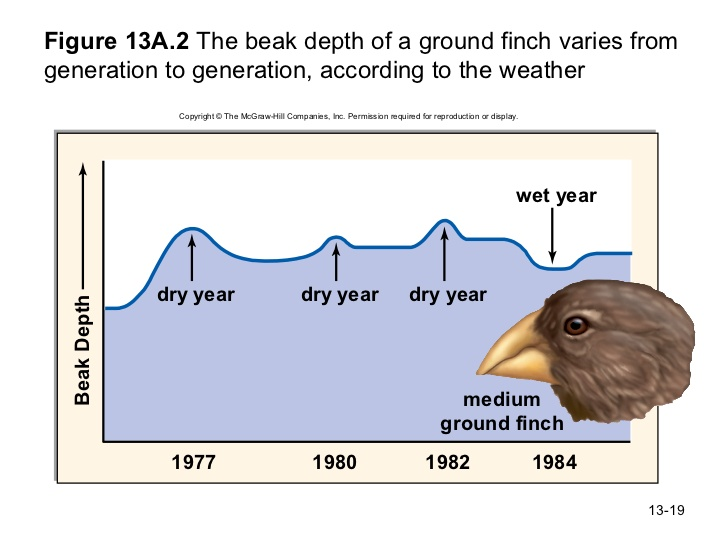 Figure 13A.2 The beak depth of a ground finch varies from
generation to generation, according to the weather
Copyright © The McGraw-Hill Companies, Inc. Permission required for reproduction or display.
wet year
dry year
dry year
dry year
Beak Depth
medium
ground finch
1977
1980
1982
1984
13-19